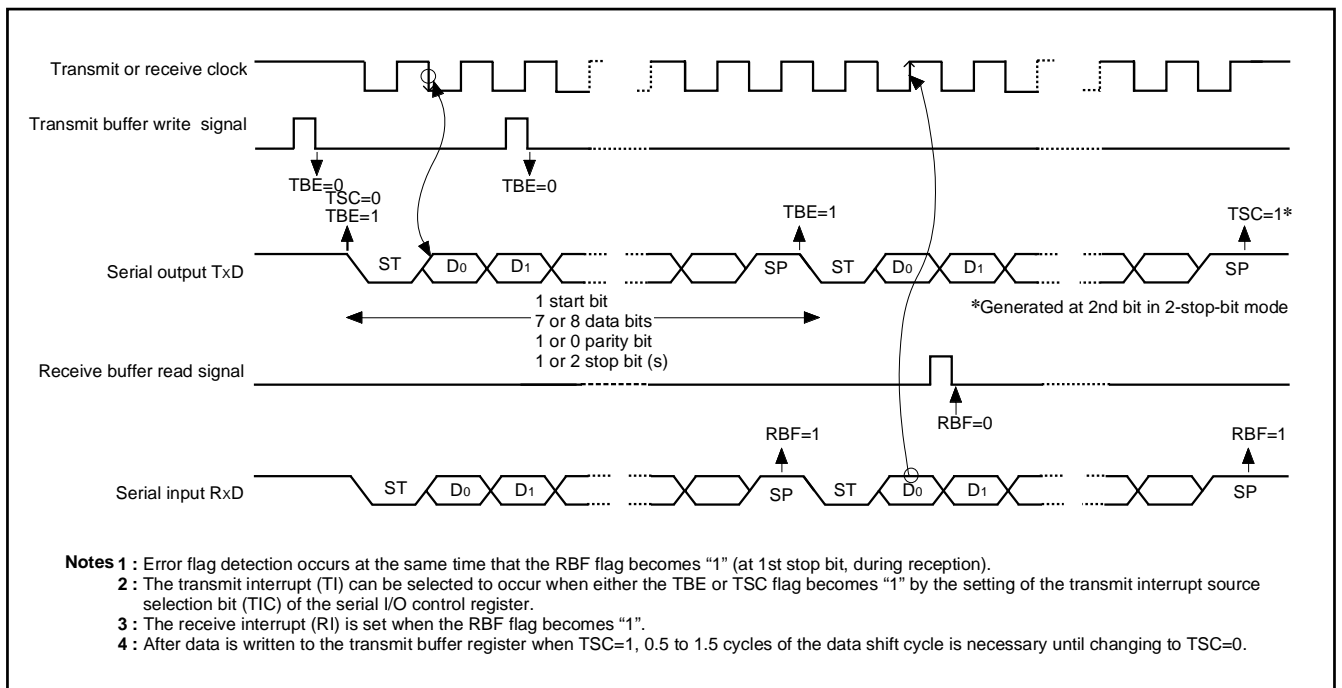 Transmit or receive clock
Transmit buffer write signal
TBE=0
TSC=0
TBE=1
TBE=0
TBE=1
TSC=1*
Serial output TxD
ST
D0
D1
SP
ST
D0
D1
SP
1 start bit
7 or 8 data bits
1 or 0 parity bit
1 or 2 stop bit (s)
*Generated at 2nd bit in 2-stop-bit mode
Receive buffer read signal
RBF=0
RBF=1
RBF=1
Serial input RxD
ST
D0
D1
SP
ST
D0
D1
SP
Notes 1 : Error flag detection occurs at the same time that the RBF flag becomes “1” (at 1st stop bit, during reception).
2 : The transmit interrupt (TI) can be selected to occur when either the TBE or TSC flag becomes “1” by the setting of the transmit interrupt source
selection bit (TIC) of the serial I/O control register.
3 : The receive interrupt (RI) is set when the RBF flag becomes “1”.
4 : After data is written to the transmit buffer register when TSC=1, 0.5 to 1.5 cycles of the data shift cycle is necessary until changing to TSC=0.